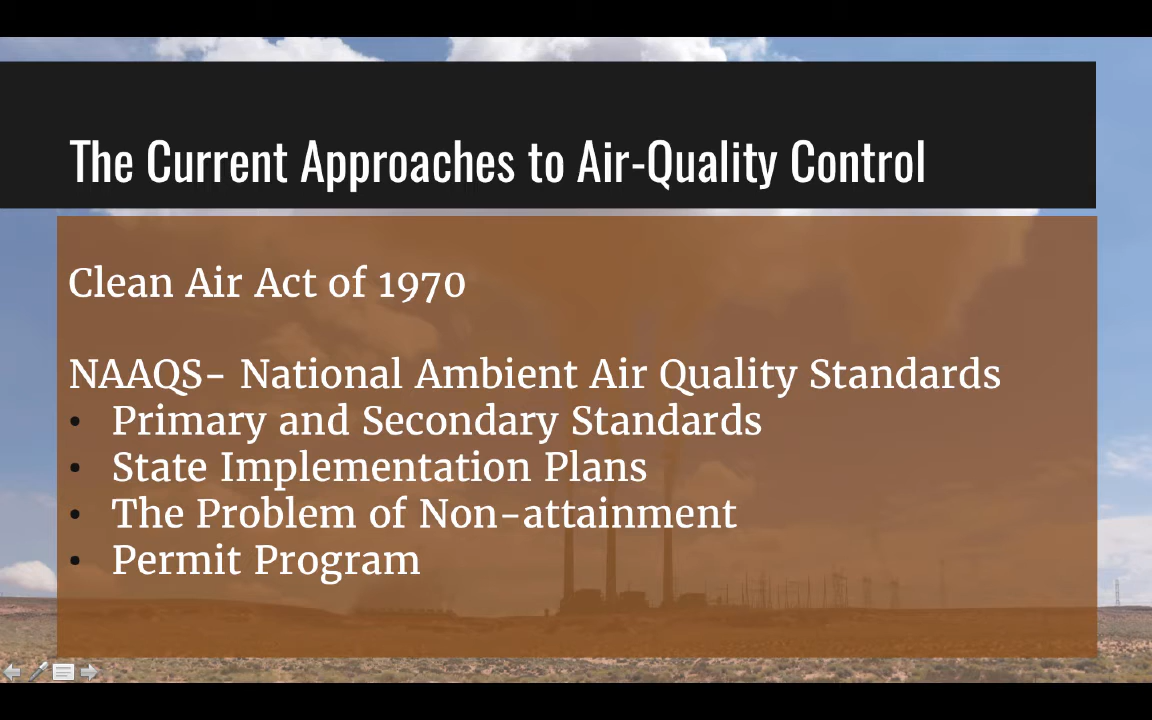 The Current Approaches to Air-Quality Control
Clean Air Act of 1970
NAAQS- National Ambient Air Quality Standards
• Primary and Secondary Standards
• State Implementation Plans
• The Problem of Non-attainment
• Permit Program